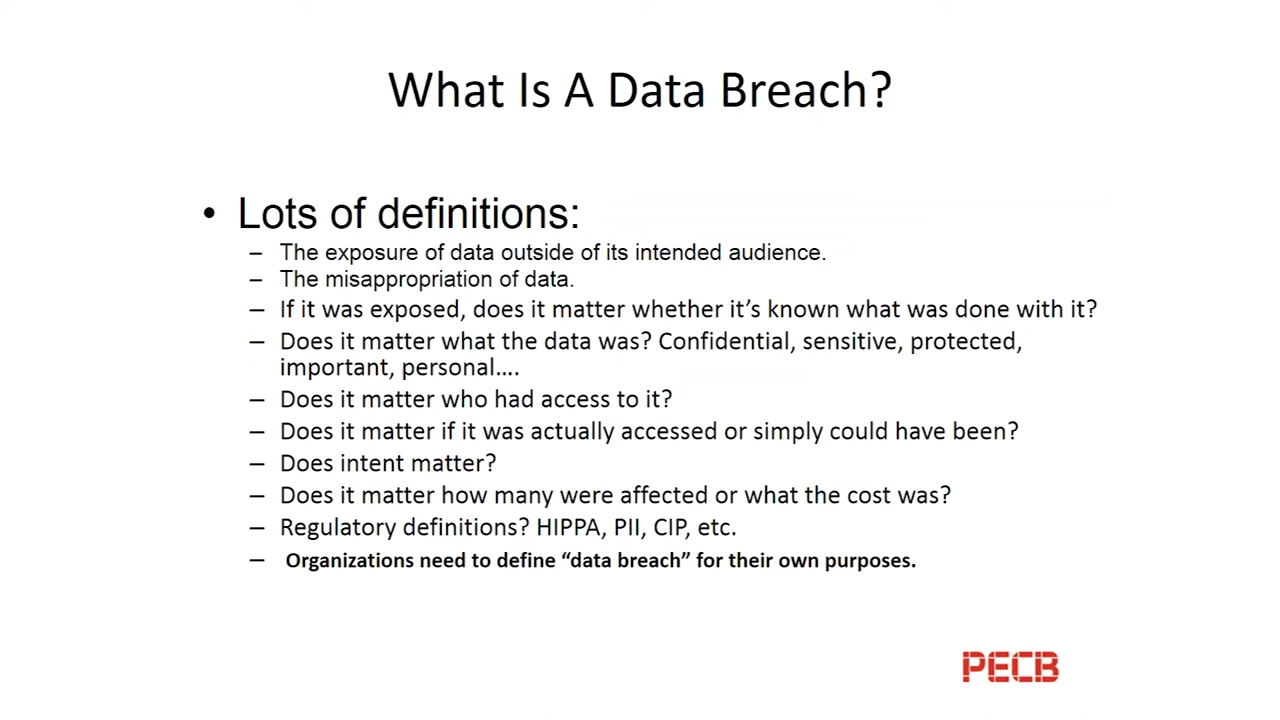 What Is A Data Breach?
• Lots of definitions:
– The exposure of data outside of its intended audience.
– The misappropriation of data.
– If it was exposed, does it matter whether it’s known what was done with it?
– Does it matter what the data was? Confidential, sensitive, protected,
important, personal….
– Does it matter who had access to it?
– Does it matter if it was actually accessed or simply could have been?
– Does intent matter?
– Does it matter how many were affected or what the cost was?
– Regulatory definitions? HIPPA, PII, CIP, etc.
– Organizations need to define “data breach” for their own purposes.
PECB